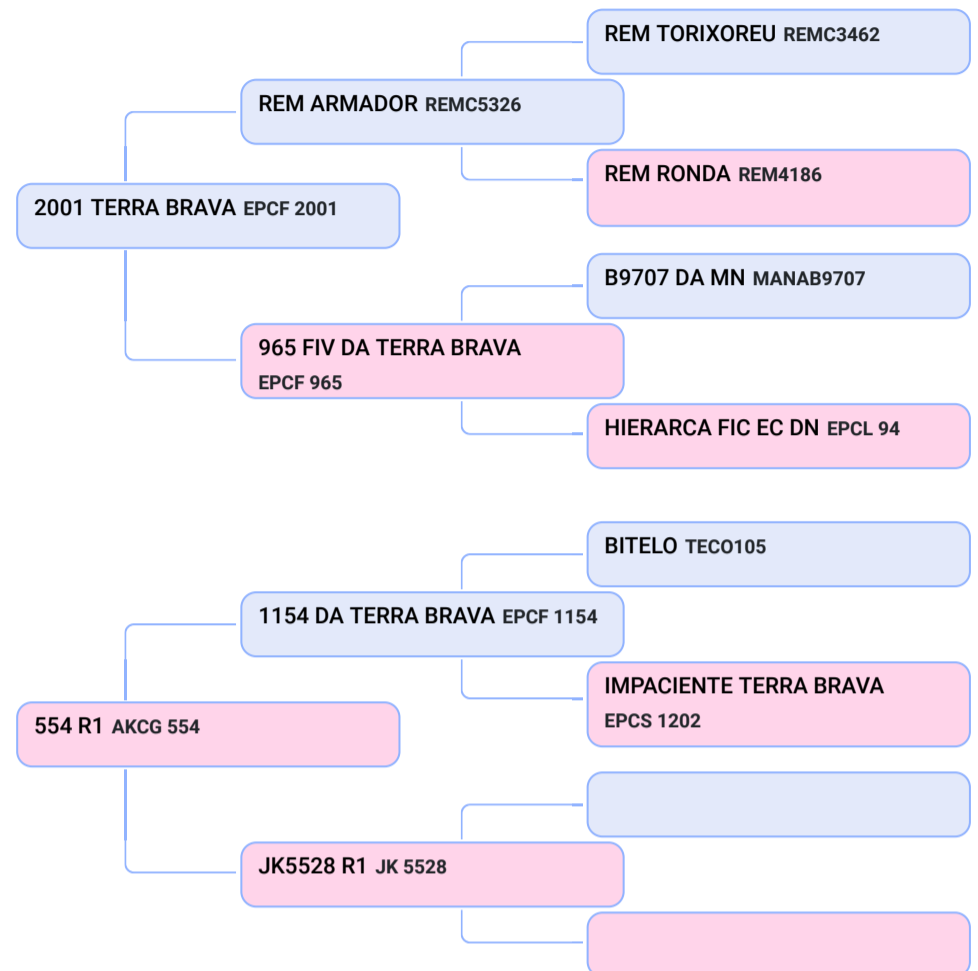 REM TORIXOREU REMC3462
REM ARMADOR REMC5326
REM RONDA REM4186
2001 TERRA BRAVA EPCF 2001
B9707 DA MN MANAB9707
965 FIV DA TERRA BRAVA
EPCF 965
HIERARCA FIC EC DN EPCL 94
BITELO TECO105
1154 DA TERRA BRAVA EPCF 1154
IMPACIENTE TERRA BRAVA
EPCS 1202
554 R1 AKCG 554
JK5528 R1 JK 5528